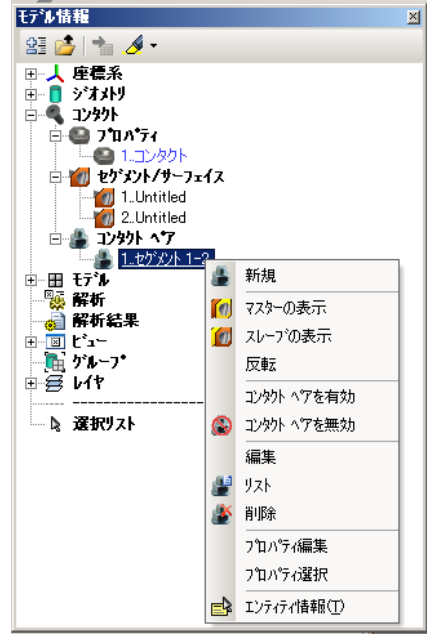 モデル情報
座標系
ジオメトリ
コンタクト
プロパティ
1..コンタクト
セグメント/サーフェイス
1..Untitled
2..Untitled
コンタクト ペア
1..セグメント 1-2
モデル
解析
解析結果
ビュー
グループ
レイヤ
選択リスト
新規
マスターの表示
スレーブの表示
反転
コンタクト ペアを有効
コンタクト ペアを無効
編集
リスト
削除
プロパティ編集
プロパティ選択
エンティティ情報(T)